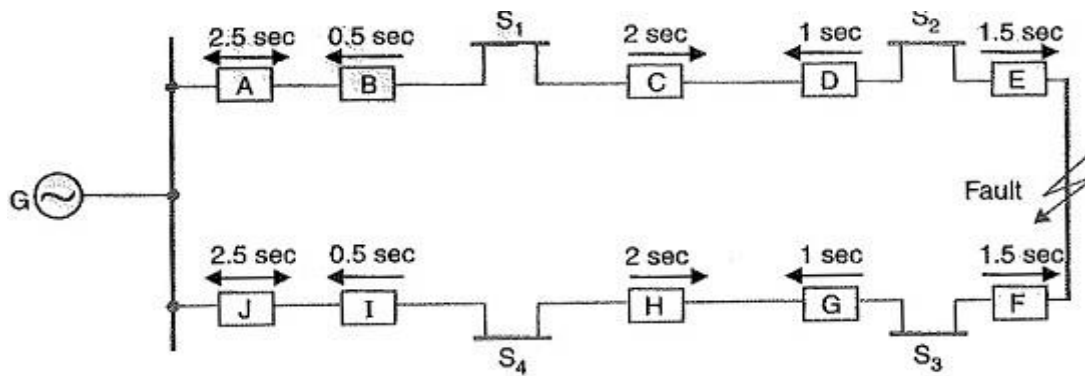 2.5 sec 0.5 sec S1 2 sec 1 sec S2 1.5 sec
A B C D E
G
Fault
2.5 sec 0.5 sec 2 sec 1 sec 1.5 sec
J I H G F
S4 S3